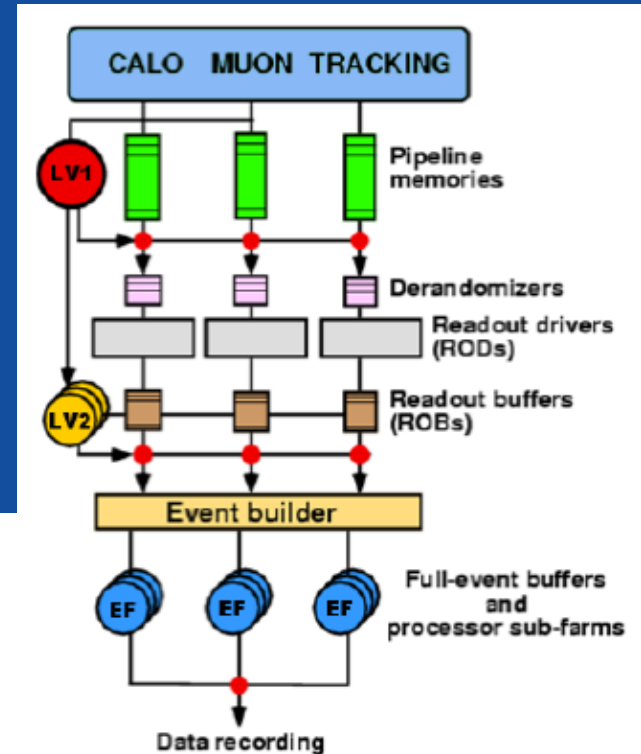 CALO MUON TRACKING
LV1
Pipeline
memories
Derandomizers
Readout drivers
(RODs)
LV2
Readout buffers
(ROBs)
Event builder
EF EF EF
Full-event buffers
and
processor sub-farms
Data recording